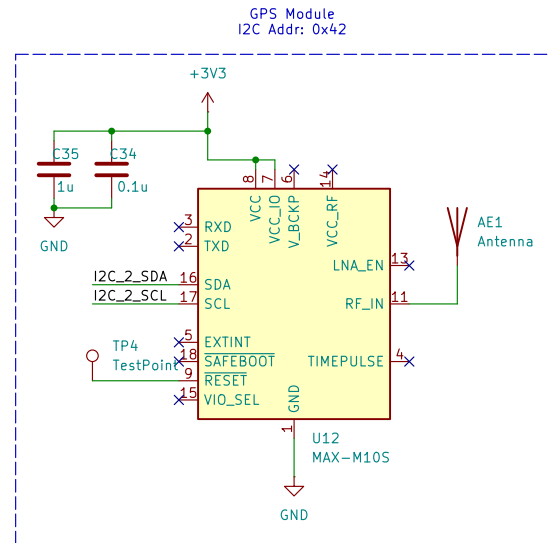 GPS Module
I2C Addr: 0x42
+3V3
C35
C34
1u
0.1u
GND
8
7
6
14
VCC
VCC_IO
V_BCKP
VCC_RF
3
RXD
2
TXD
I2C_2_SDA
16
SDA
I2C_2_SCL
17
SCL
5
EXTINT
18
SAFEBOOT
9
RESET
15
VIO_SEL
TP4
TestPoint
LNA_EN
13
RF_IN
11
TIMEPULSE
4
AE1
Antenna
GND
1
U12
MAX-M10S
GND